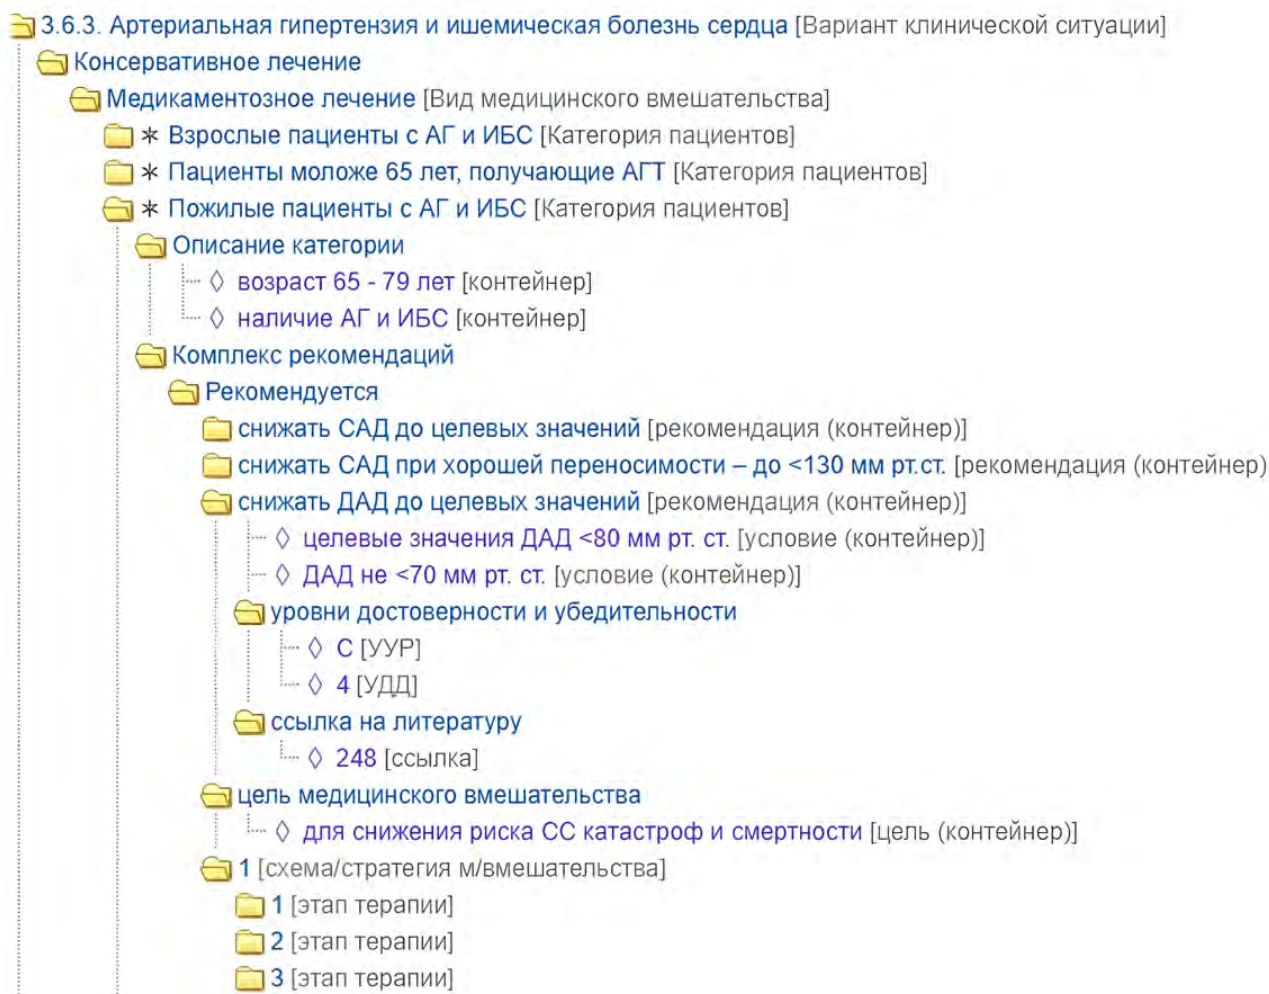 3.6.3. Артериальная гипертензия и ишемическая болезнь сердца [Вариант клинической ситуации]
Консервативное лечение
Медикаментозное лечение [Вид медицинского вмешательства]
* Взрослые пациенты с АГ и ИБС [Категория пациентов]
* Пациенты моложе 65 лет, получающие АГТ [Категория пациентов]
* Пожилые пациенты с АГ и ИБС [Категория пациентов]
Описание категории
◊ возраст 65 - 79 лет [контейнер]
◊ наличие АГ и ИБС [контейнер]
Комплекс рекомендаций
Рекомендуется
снижать САД до целевых значений [рекомендация (контейнер)]
снижать САД при хорошей переносимости – до <130 мм рт.ст. [рекомендация (контейнер)
снижать ДАД до целевых значений [рекомендация (контейнер)]
◊ целевые значения ДАД <80 мм рт. ст. [условие (контейнер)]
◊ ДАД не <70 мм рт. ст. [условие (контейнер)]
уровни достоверности и убедительности
◊ С [УУР]
◊ 4 [УДД]
ссылка на литературу
◊ 248 [ссылка]
цель медицинского вмешательства
◊ для снижения риска СС катастроф и смертности [цель (контейнер)]
1 [схема/стратегия м/вмешательства]
1 [этап терапии]
2 [этап терапии]
3 [этап терапии]